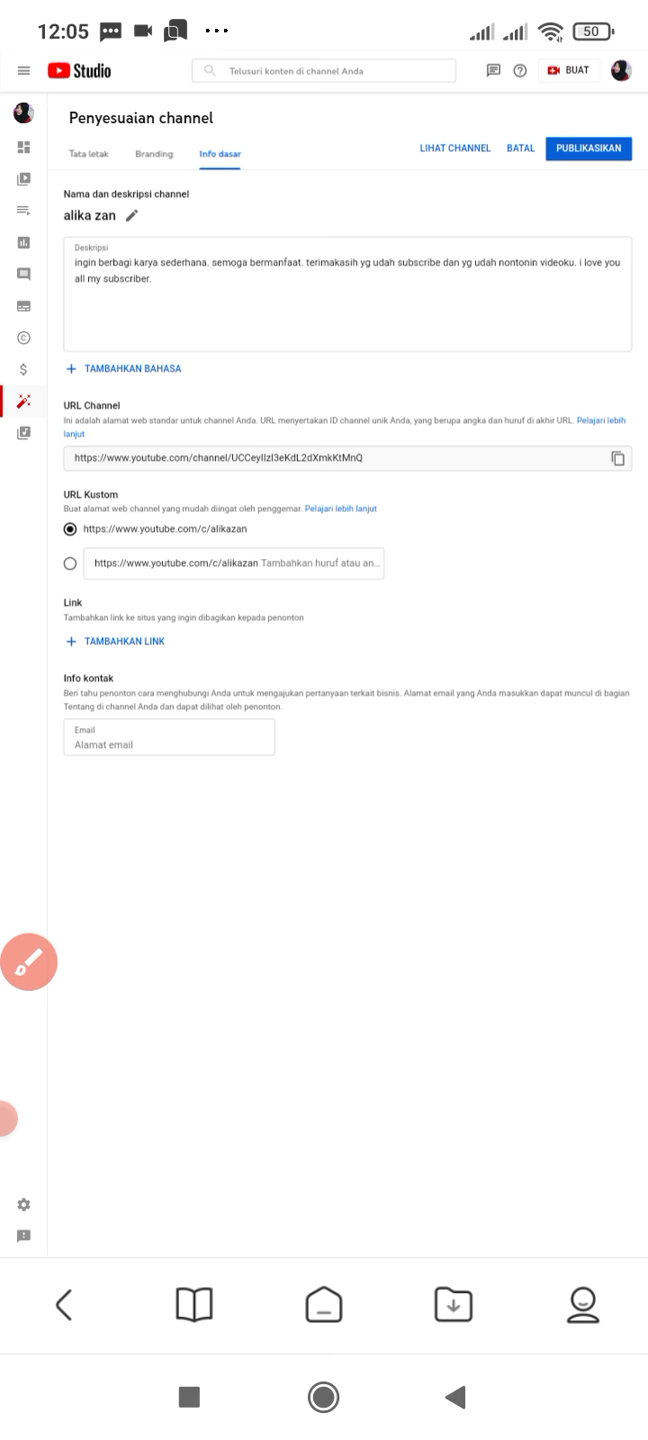 12:05
50
Studio
Telusuri konten di channel Anda
BUAT
Penyesuaian channel
Tata letak
Branding
Info dasar
LIHAT CHANNEL
BATAL
PUBLIKASIKAN
Nama dan deskripsi channel
alika zan
Deskripsi
ingin berbagi karya sederhana. semoga bermanfaat. terimakasih yg udah subscribe dan yg udah nontonin videoku. i love you
all my subscriber.
+ TAMBAHKAN BAHASA
URL Channel
Ini adalah alamat web standar untuk channel Anda. URL menyertakan ID channel unik Anda, yang berupa angka dan huruf di akhir URL. Pelajari lebih
lanjut
https://www.youtube.com/channel/UCCeyIlzI3eKdL2dXmkKtMnQ
URL Kustom
Buat alamat web channel yang mudah diingat oleh penggemar. Pelajari lebih lanjut
https://www.youtube.com/c/alikazan
https://www.youtube.com/c/alikazan Tambahkan huruf atau an...
Link
Tambahkan link ke situs yang ingin dibagikan kepada penonton
+ TAMBAHKAN LINK
Info kontak
Beri tahu penonton cara menghubungi Anda untuk mengajukan pertanyaan terkait bisnis. Alamat email yang Anda masukkan dapat muncul di bagian
Tentang di channel Anda dan dapat dilihat oleh penonton.
Email
Alamat email